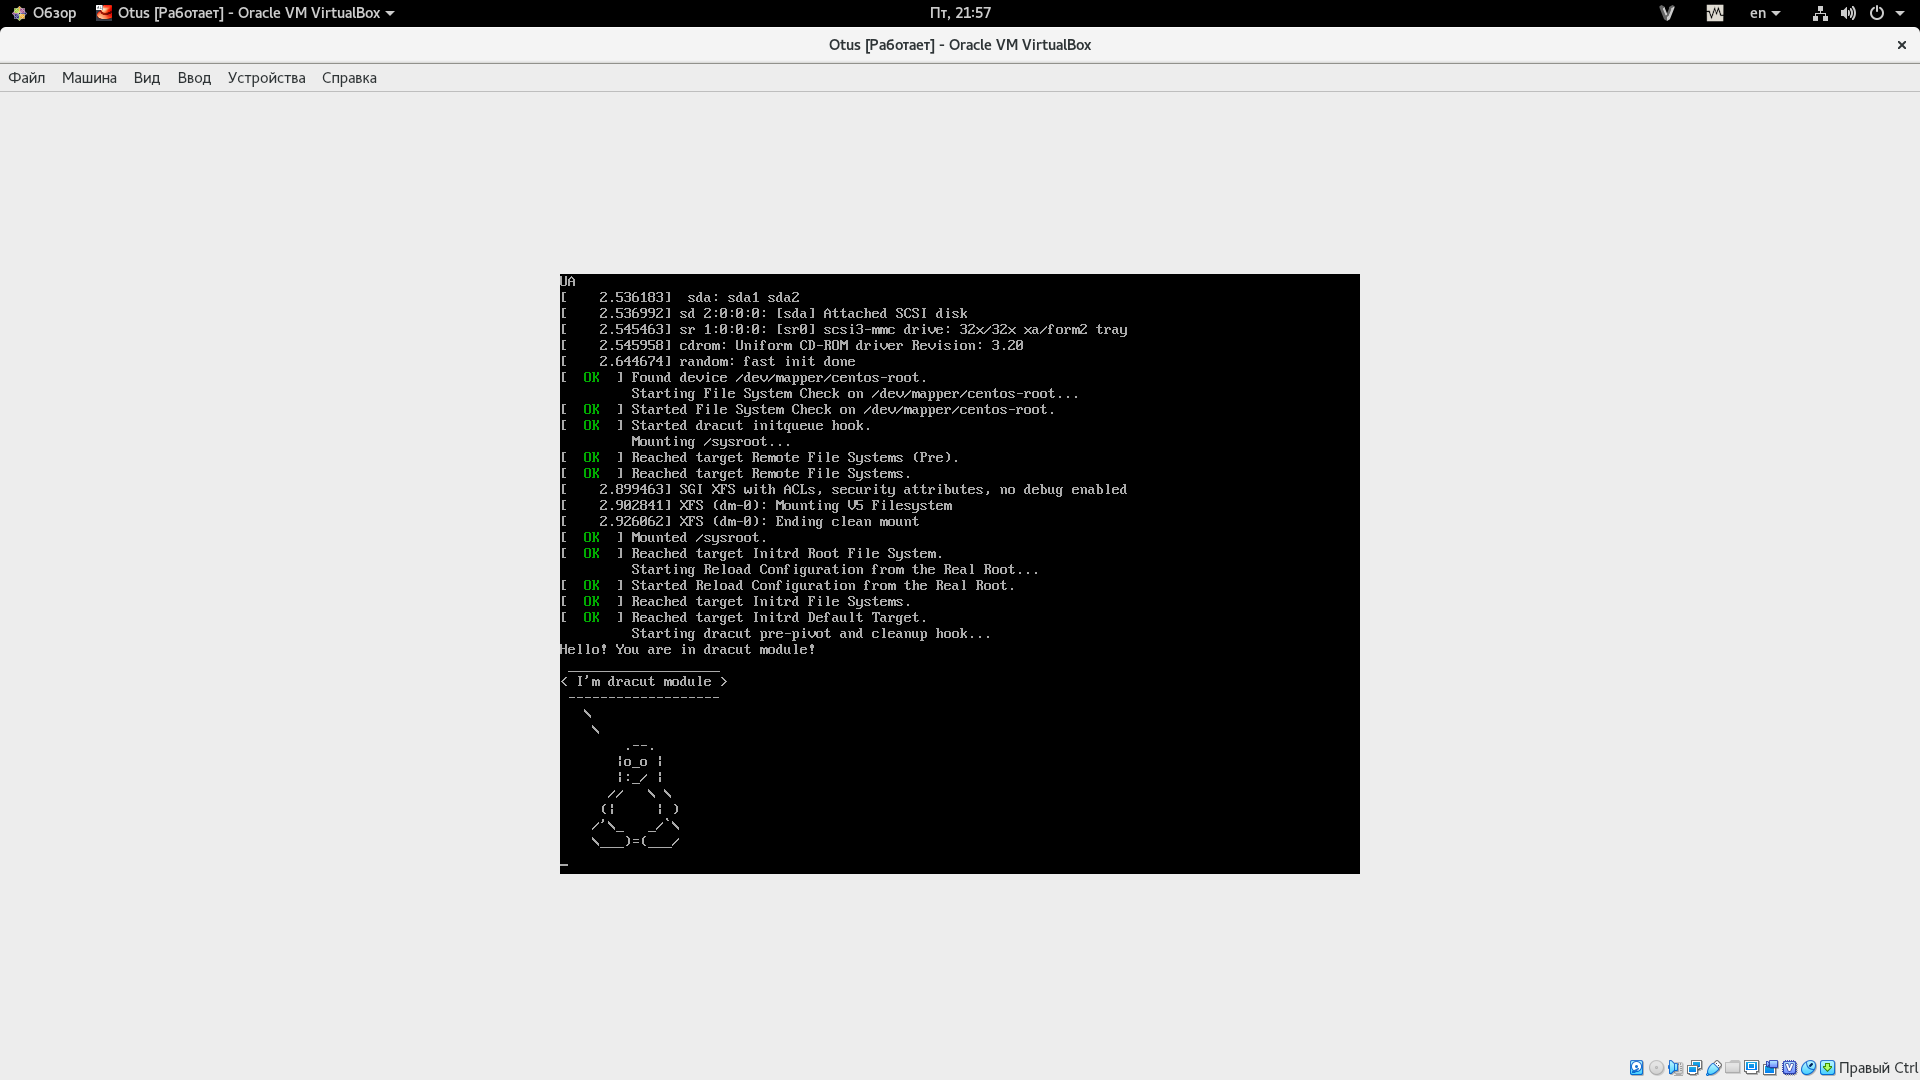 Обзор Otus [Работает] - Oracle VM VirtualBox Пт, 21:57 en
Otus [Работает] - Oracle VM VirtualBox
Файл Машина Вид Ввод Устройства Справка
UA
[    2.536183]  sda: sda1 sda2
[    2.536992] sd 2:0:0:0: [sda] Attached SCSI disk
[    2.545463] sr 1:0:0:0: [sr0] scsi3-mmc drive: 32x/32x xa/form2 tray
[    2.545958] cdrom: Uniform CD-ROM driver Revision: 3.20
[    2.644674] random: fast init done
[  OK  ] Found device /dev/mapper/centos-root.
         Starting File System Check on /dev/mapper/centos-root...
[  OK  ] Started File System Check on /dev/mapper/centos-root.
[  OK  ] Started dracut initqueue hook.
         Mounting /sysroot...
[  OK  ] Reached target Remote File Systems (Pre).
[  OK  ] Reached target Remote File Systems.
[    2.899463] SGI XFS with ACLs, security attributes, no debug enabled
[    2.902841] XFS (dm-0): Mounting V5 Filesystem
[    2.926062] XFS (dm-0): Ending clean mount
[  OK  ] Mounted /sysroot.
[  OK  ] Reached target Initrd Root File System.
         Starting Reload Configuration from the Real Root...
[  OK  ] Started Reload Configuration from the Real Root.
[  OK  ] Reached target Initrd File Systems.
[  OK  ] Reached target Initrd Default Target.
         Starting dracut pre-pivot and cleanup hook...
Hello! You are in dracut module!
 ___________________
< I'm dracut module >
 -------------------
   \
    \
        .--.
       |o_o |
       |:_/ |
      //   \ \
     (|     | )
    /'\_   _/`\
    \___)=(___/
_
Правый Ctrl